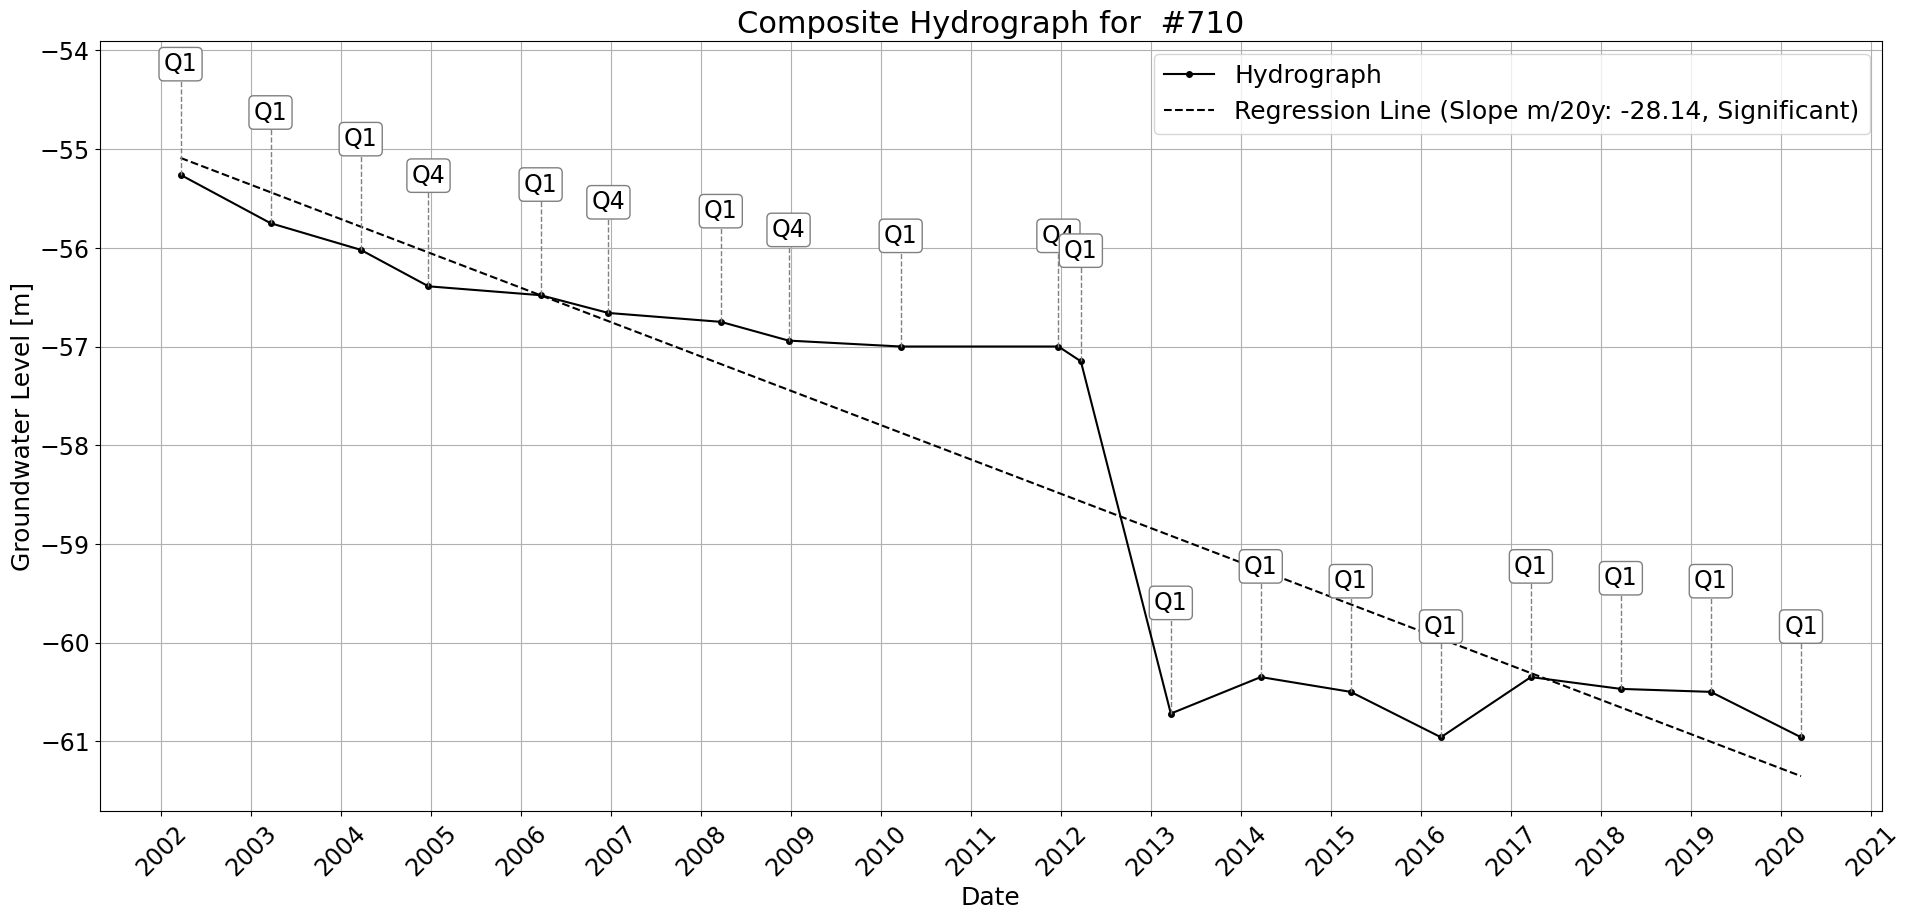 Composite Hydrograph for  #710
Hydrograph
Regression Line (Slope m/20y: -28.14, Significant)
Groundwater Level [m]
−54
−55
−56
−57
−58
−59
−60
−61
Q1
Q1
Q1
Q4
Q1
Q4
Q1
Q4
Q1
Q4
Q1
Q1
Q1
Q1
Q1
Q1
Q1
Q1
Q1
2002
2003
2004
2005
2006
2007
2008
2009
2010
2011
2012
2013
2014
2015
2016
2017
2018
2019
2020
2021
Date